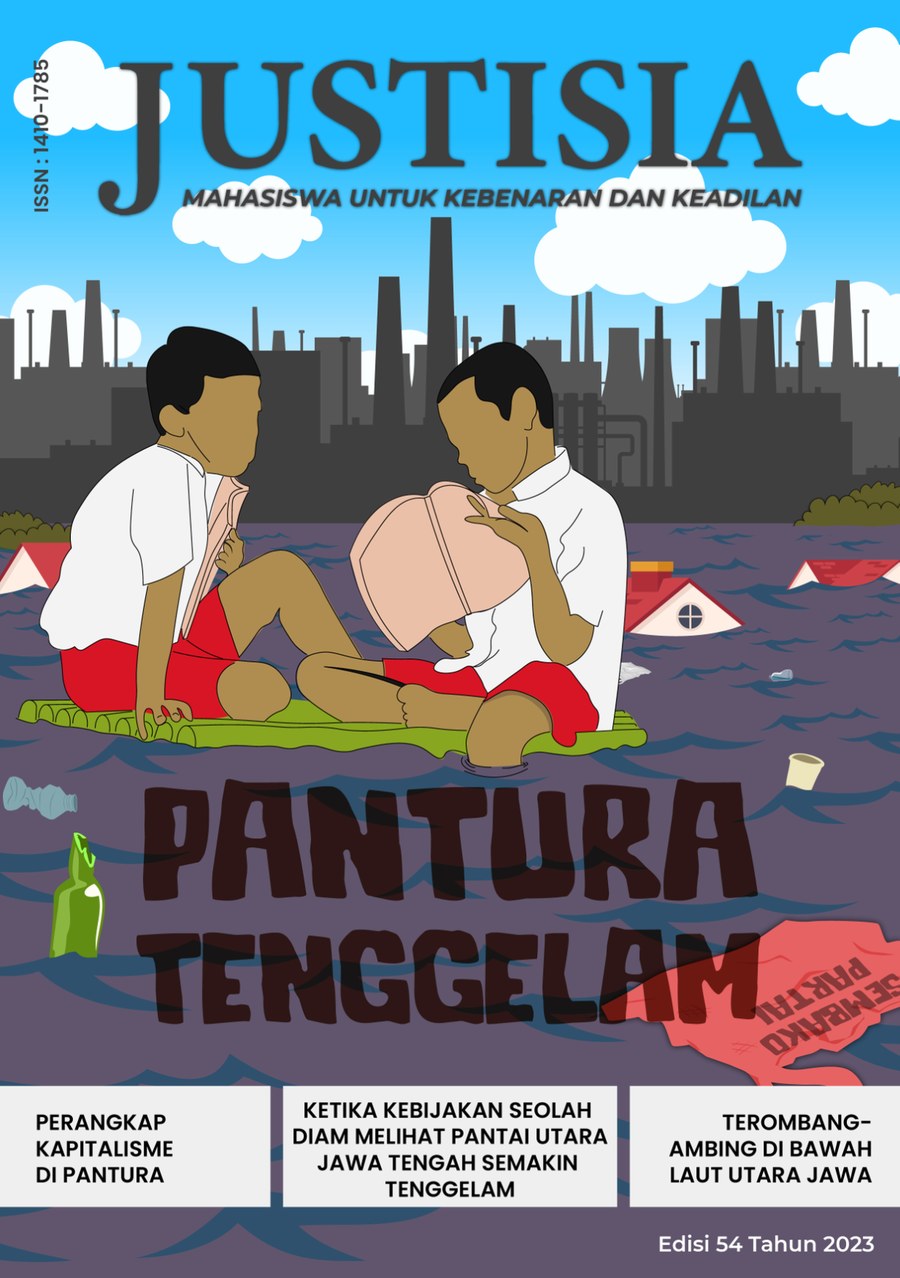 ISSN : 1410-1785
JUSTISIA
MAHASISWA UNTUK KEBENARAN DAN KEADILAN
PANTURA
TENGGELAM
SEMBAKO
PARTAI
PERANGKAP
KAPITALISME
DI PANTURA
KETIKA KEBIJAKAN SEOLAH
DIAM MELIHAT PANTAI UTARA
JAWA TENGAH SEMAKIN
TENGGELAM
TEROMBANG-
AMBING DI BAWAH
LAUT UTARA JAWA
Edisi 54 Tahun 2023